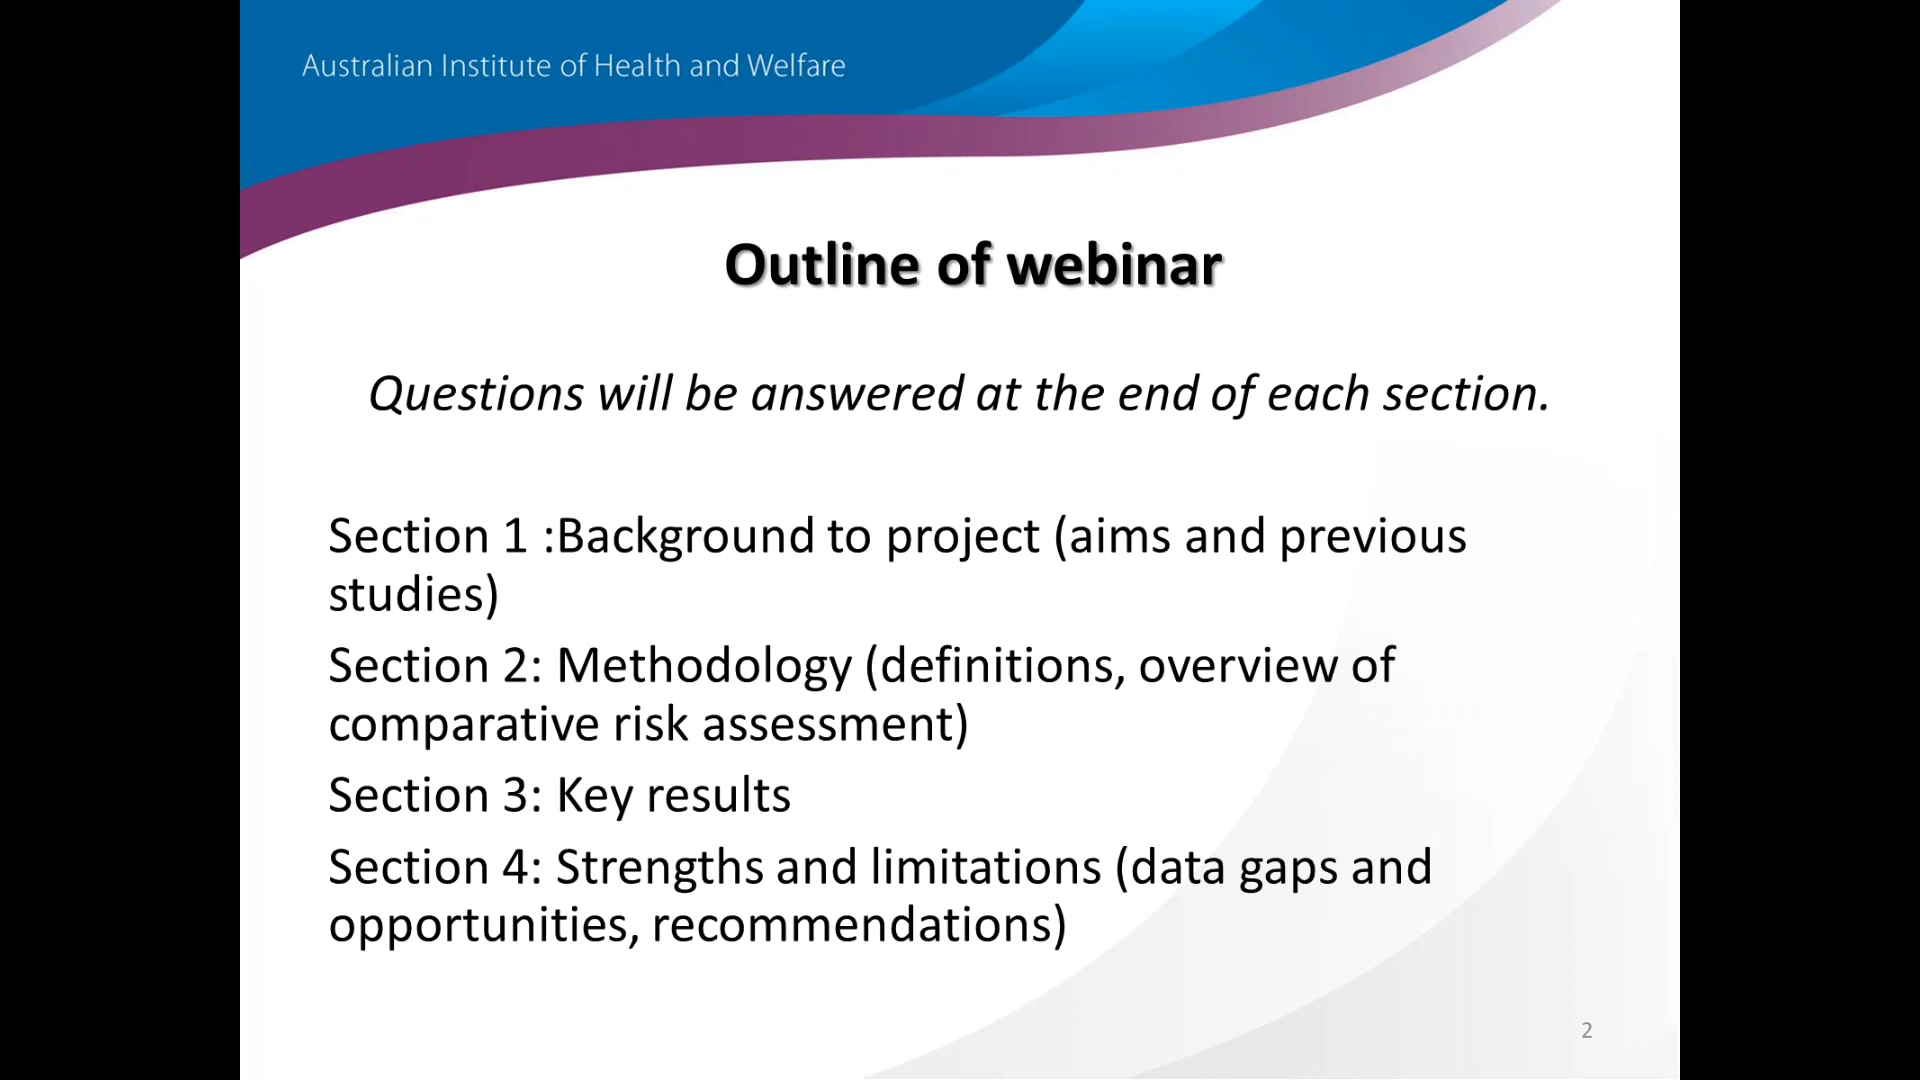 Australian Institute of Health and Welfare
Outline of webinar
Questions will be answered at the end of each section.
Section 1 :Background to project (aims and previous
studies)
Section 2: Methodology (definitions, overview of
comparative risk assessment)
Section 3: Key results
Section 4: Strengths and limitations (data gaps and
opportunities, recommendations)
2